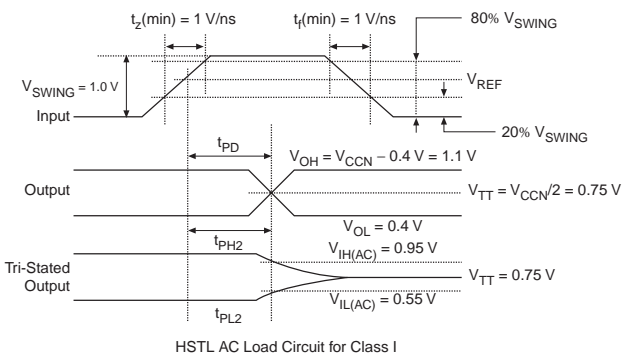 t_z(min) = 1 V/ns
t_f(min) = 1 V/ns
80% V_SWING
V_SWING = 1.0 V
V_REF
Input
20% V_SWING
t_PD
V_OH = V_CCN – 0.4 V = 1.1 V
Output
V_TT = V_CCN/2 = 0.75 V
V_OL = 0.4 V
t_PH2
V_IH(AC) = 0.95 V
Tri-Stated
Output
V_TT = 0.75 V
V_IL(AC) = 0.55 V
t_PL2
HSTL AC Load Circuit for Class I